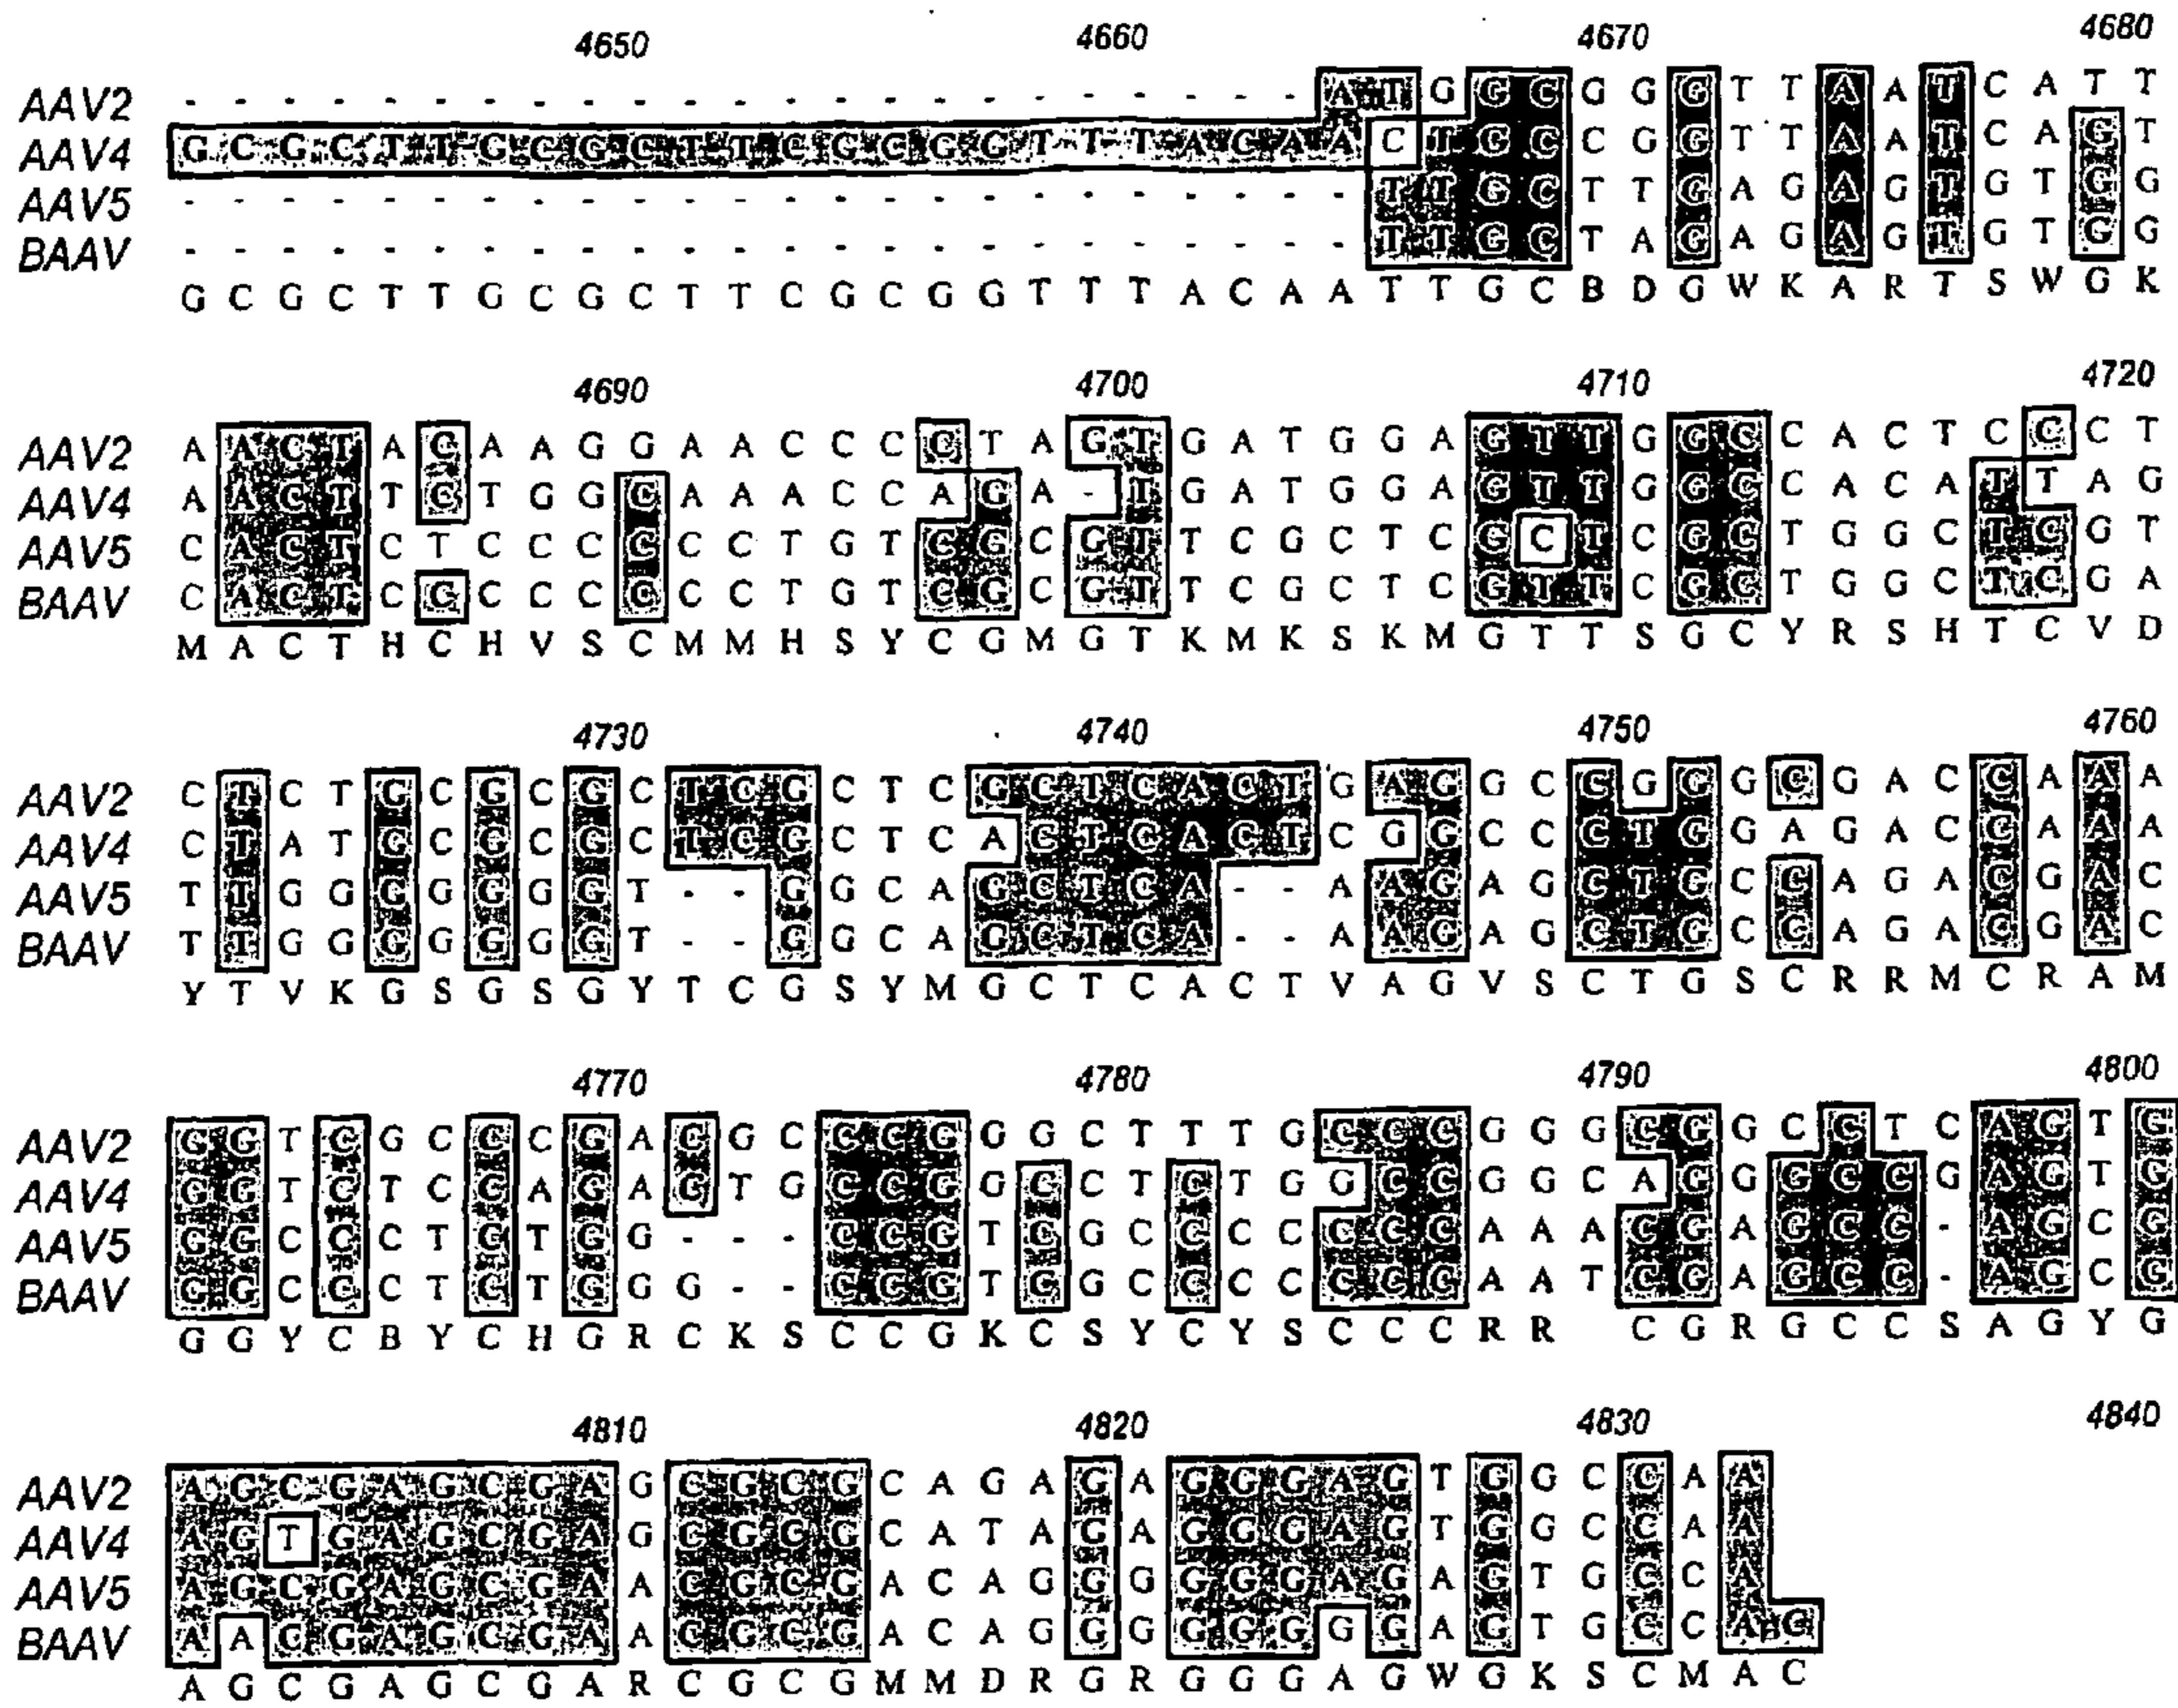 4650 4660 4670 4680
AAV2 - - - - - - - - - - - - - - - - - - - - - - - A T G G C G G G T T A A T C A T T
AAV4 G C G C T T G C G C T T C G C G G T T T A C A A C T G C C G G T T A A T C A G T
AAV5 - - - - - - - - - - - - - - - - - - - - - - - - T T G C T T G A G A G T G T G G
BAAV - - - - - - - - - - - - - - - - - - - - - - - - T T G C T A G A G A G T G T G G
G C G C T T G C G C T T C G C G G T T T A C A A T T G C B D G W K A R T S W G K
4690 4700 4710 4720
AAV2 A A C T A C A A G G A A C C C C T A G T G A T G G A G T T G G C C A C T C C C T
AAV4 A A C T T C T G G C A A A C C A G A - T G A T G G A G T T G G C C A C A T T A G
AAV5 C A C T C T C C C C C C T G T C G C G T T C G C T C G C T C G C T G G C T C G T
BAAV C A C T C C C C C C C C T G T C G C G T T C G C T C G T T C G C T G G C T C G A
M A C T H C H V S C M M H S Y C G M G T K M K S K M G T T S G C Y R S H T C V D
4730 4740 4750 4760
AAV2 C T C T G C G C G C T C G C T C G C T C A C T G A G G C C G G G C G A C C A A A
AAV4 C T A T G C G C G C T C G C T C A C T C A C T C G G C C C T G G A G A C C A A A
AAV5 T T G G G G G G G T - - G G C A G C T C A - - A A G A G C T G C C A G A C G A C
BAAV T T G G G G G G G T - - G G C A G C T C A - - A A G A G C T G C C A G A C G A C
Y T V K G S G S G Y T C G S Y M G C T C A C T V A G V S C T G S C R R M C R A M
4770 4780 4790 4800
AAV2 G G T C G C C C G A C G C C C G G G C T T T G C C C G G G C G G C C T C A G T G
AAV4 G G T C T C C A G A C T G C C G G C C T C T G G C C G G C A G G G C C G A G T G
AAV5 G G C C C T C T G G - - - C C G T G G C C C C C C C A A A C G A G C C - A G C G
BAAV G G C C C T C T G G G - - C C G T G G C C C C C C C A A T C G A G C C - A G C G
G G Y C B Y C H G R C K S C C G K C S Y C Y S C C C R R C G R G C C S A G Y G
4810 4820 4830 4840
AAV2 A G C G A G C G A G C G C G C A G A G A G G G A G T G G C C A A
AAV4 A G T G A G C G A G C G C G C A T A G A G G G A G T G G C C A A
AAV5 A G C G A G C G A A C G C G A C A G G G G G G A G A G T G C C A
BAAV A A C G A G C G A A C G C G A C A G G G G G G G G A G T G C C A C
A G C G A G C G A R C G C G M M D R G R G G G A G W G K S C M A C